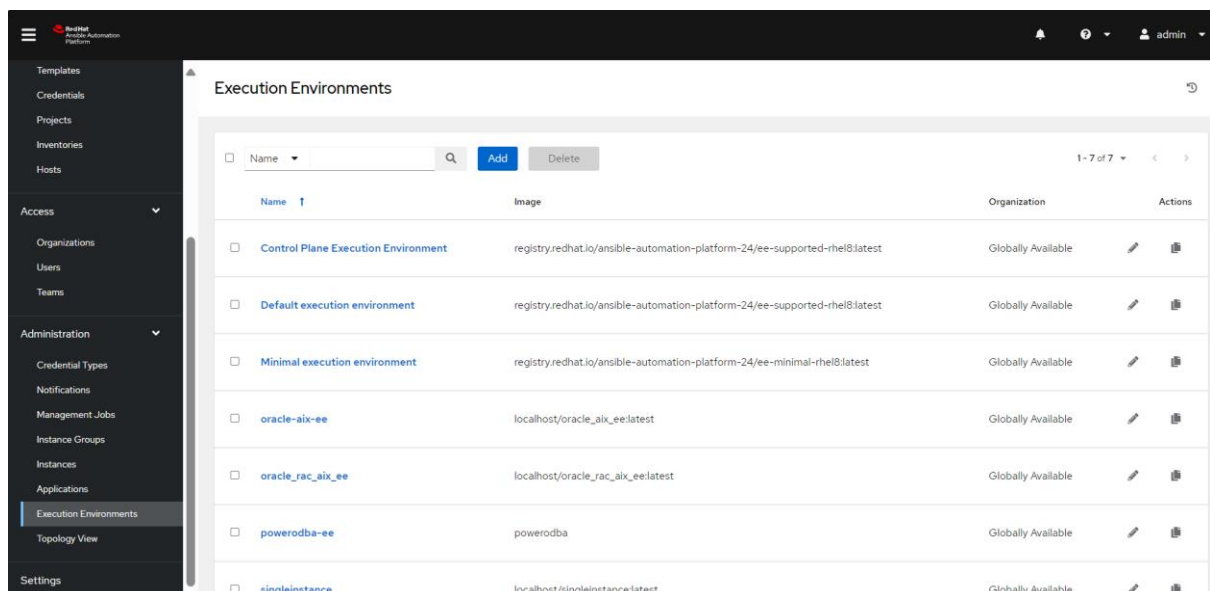 Red Hat
Ansible Automation
Platform
admin
Templates
Credentials
Projects
Inventories
Hosts
Access
Organizations
Users
Teams
Administration
Credential Types
Notifications
Management Jobs
Instance Groups
Instances
Applications
Execution Environments
Topology View
Settings
Execution Environments
Name Add Delete 1 - 7 of 7
Name Image Organization Actions
Control Plane Execution Environment registry.redhat.io/ansible-automation-platform-24/ee-supported-rhel8:latest Globally Available
Default execution environment registry.redhat.io/ansible-automation-platform-24/ee-supported-rhel8:latest Globally Available
Minimal execution environment registry.redhat.io/ansible-automation-platform-24/ee-minimal-rhel8:latest Globally Available
oracle-aix-ee localhost/oracle_aix_ee:latest Globally Available
oracle_rac_aix_ee localhost/oracle_rac_aix_ee:latest Globally Available
powerodba-ee powerodba Globally Available
singleinstance localhost/singleinstance:latest Globally Available